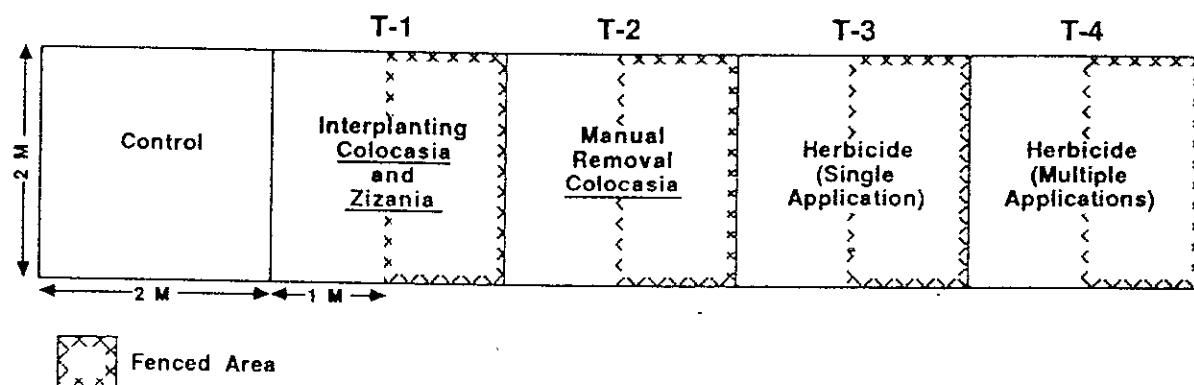 T-1 T-2 T-3 T-4
Control
Interplanting
Colocasia
and
Zizania
Manual
Removal
Colocasia
Herbicide
(Single
Application)
Herbicide
(Multiple
Applications)
2 M
2 M
1 M
Fenced Area